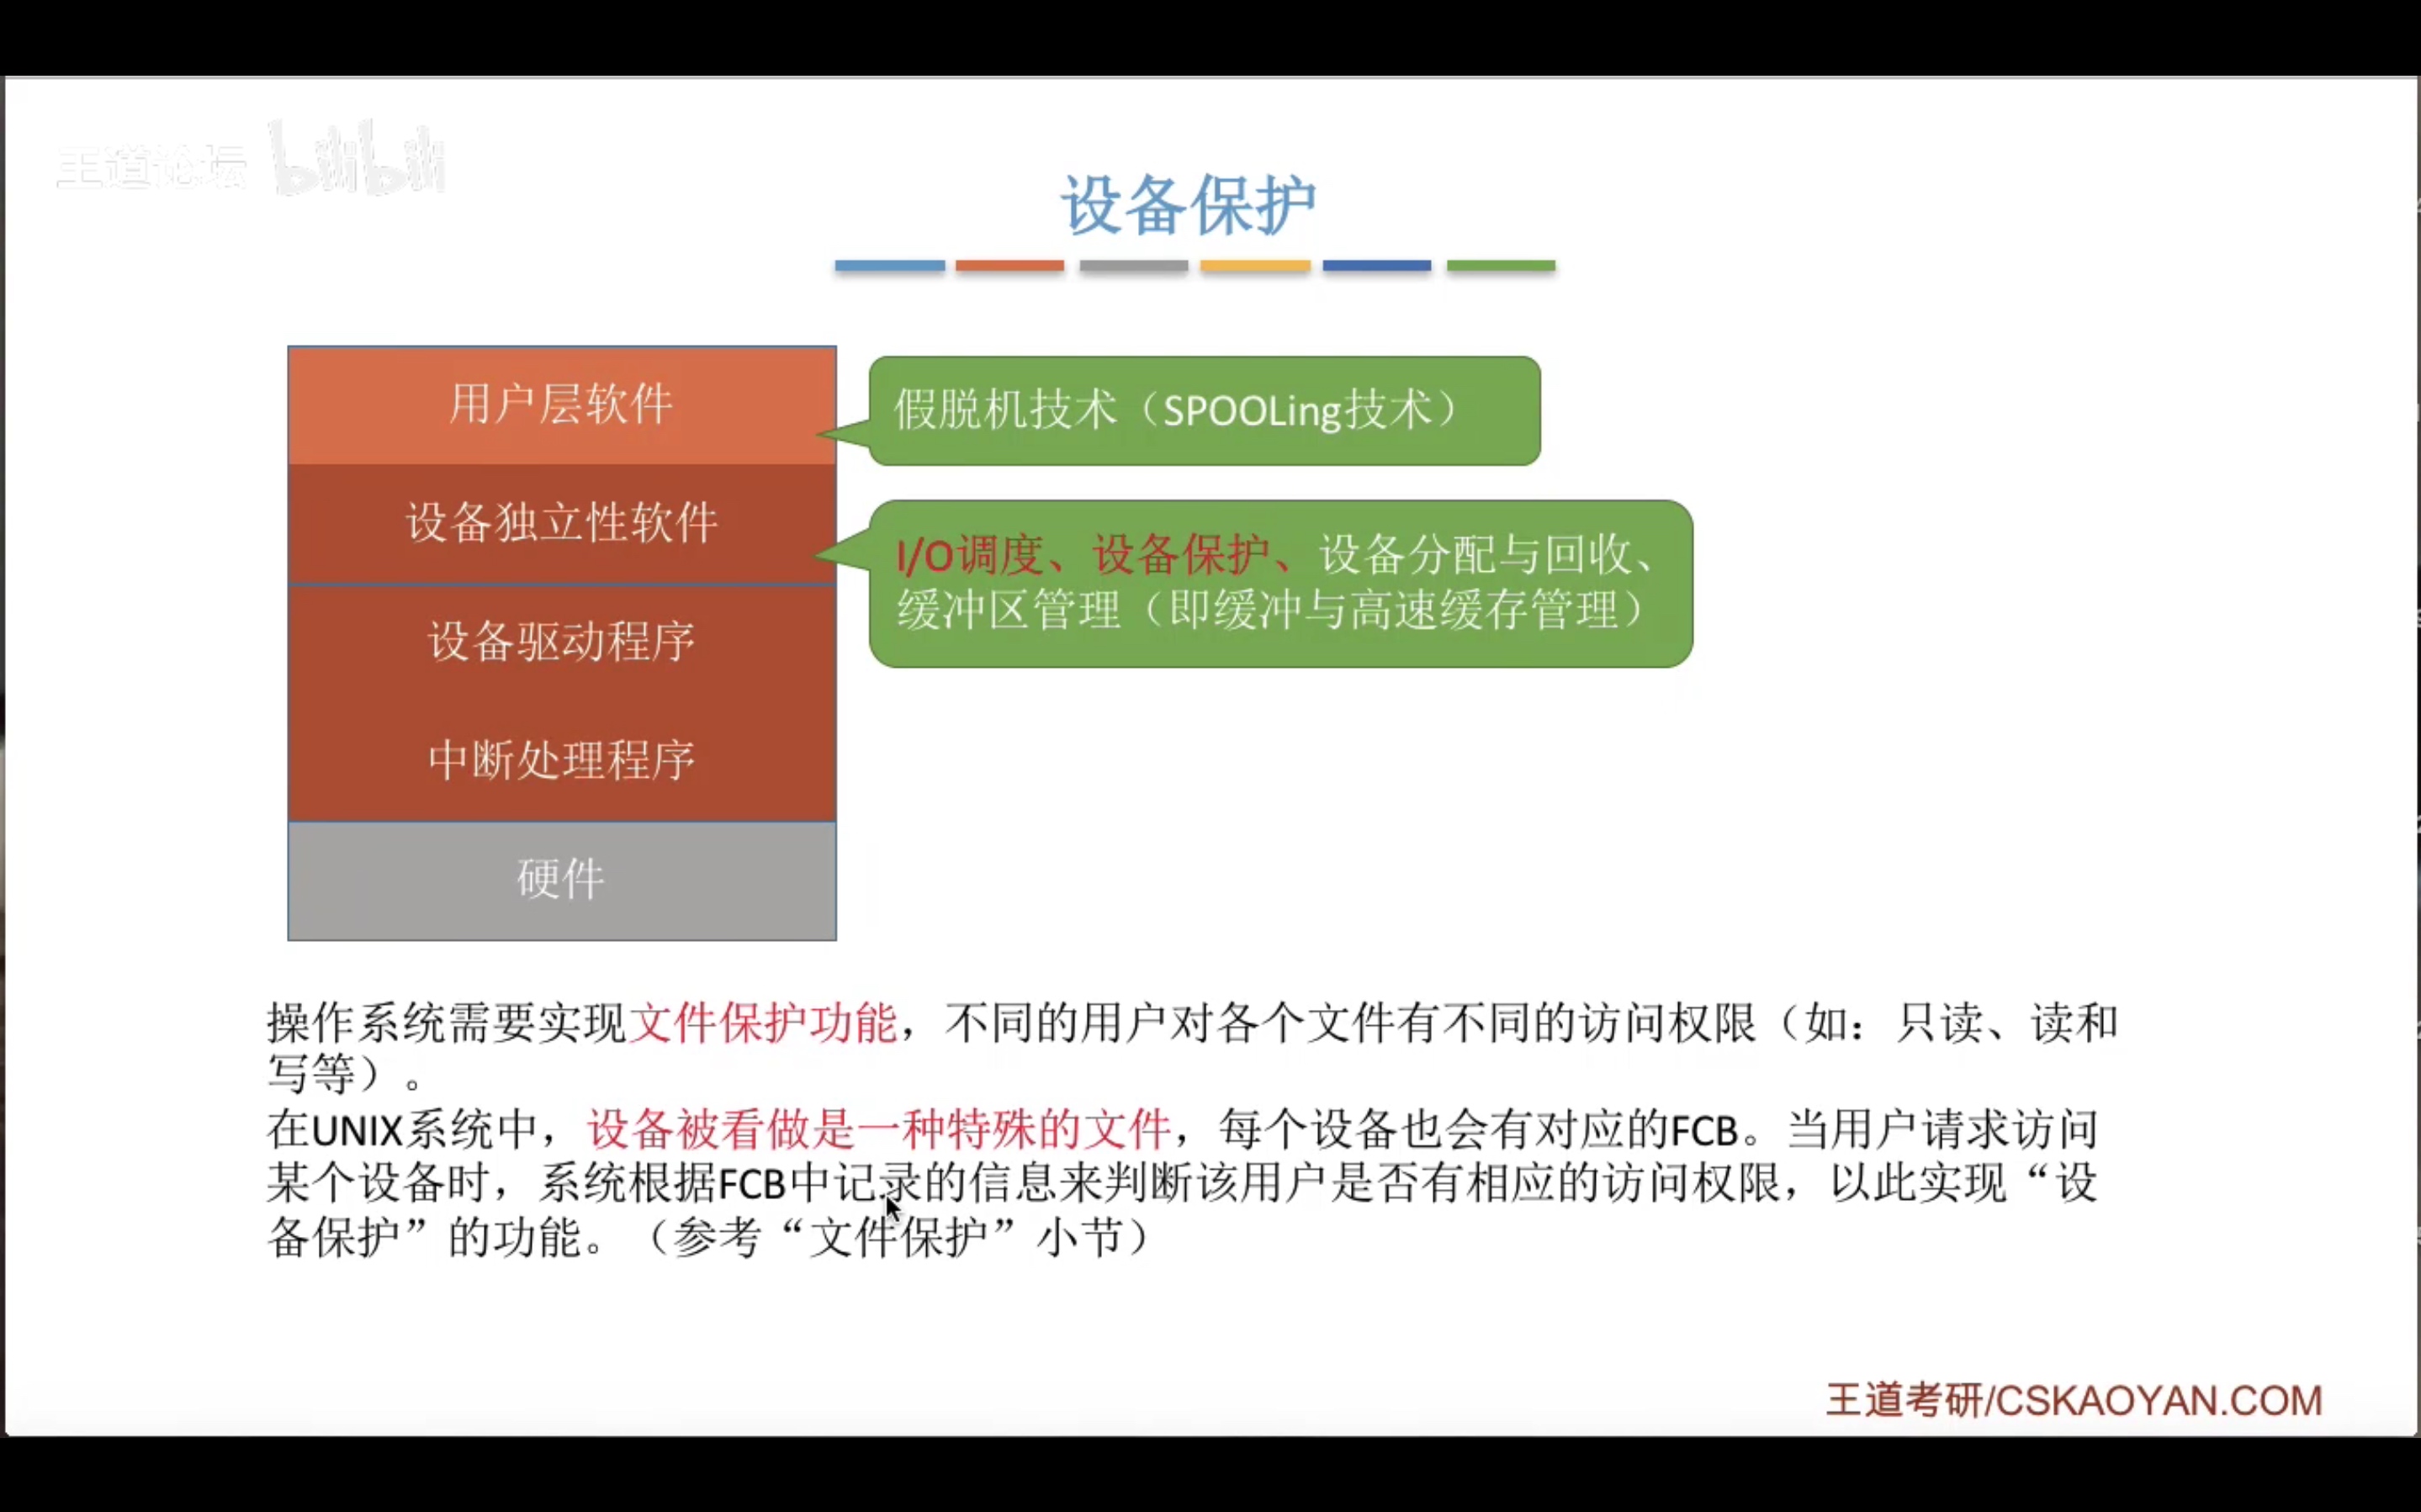 王道论坛 bilibili
设备保护
用户层软件
假脱机技术（SPOOLing技术）
设备独立性软件
I/O调度、设备保护、设备分配与回收、
缓冲区管理（即缓冲与高速缓存管理）
设备驱动程序
中断处理程序
硬件
操作系统需要实现文件保护功能，不同的用户对各个文件有不同的访问权限（如：只读、读和
写等）。
在UNIX系统中，设备被看做是一种特殊的文件，每个设备也会有对应的FCB。当用户请求访问
某个设备时，系统根据FCB中记录的信息来判断该用户是否有相应的访问权限，以此实现“设
备保护”的功能。（参考“文件保护”小节）
王道考研/CSKAOYAN.COM